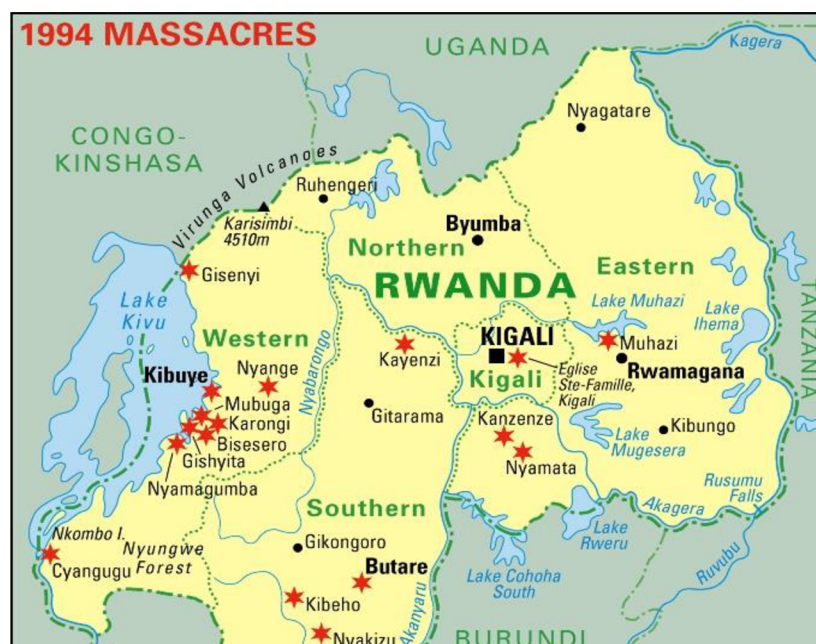 1994 MASSACRES
UGANDA
Kagera
CONGO-
KINSHASA
Nyagatare
Virunga Volcanoes
Ruhengeri
Karisimbi
4510m
Byumba
Northern
Gisenyi
RWANDA
Eastern
TANZANIA
Lake
Kivu
Lake Muhazi
Lake
Ihema
Western
Nyabarongo
Kayenzi
KIGALI
Muhazi
Kigali
Eglise
Ste-Famille,
Kigali
Rwamagana
Kibuye
Nyange
Mubuga
Karongi
Bisesero
Gishyita
Nyamagumba
Gitarama
Kanzenze
Nyamata
Kibungo
Lake
Mugesera
Rusumu
Falls
Southern
Akagera
Nkombo I.
Cyangugu
Nyungwe
Forest
Gikongoro
Lake
Rweru
Ruvubu
Butare
Lake Cohoha
South
Kibeho
Akanyaru
Nyakizu
BURUNDI